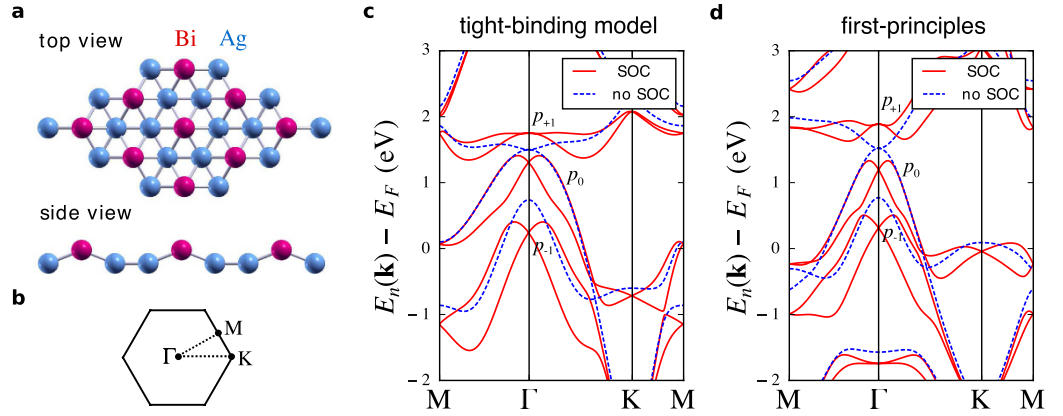 a
top view
Bi
Ag
side view
b
Γ
M
K
c
tight-binding model
E_n(k) − E_F (eV)
3
2
1
0
−1
−2
SOC
no SOC
p_{+1}
p_0
p_{-1}
M
Γ
K
M
d
first-principles
E_n(k) − E_F (eV)
3
2
1
0
−1
−2
SOC
no SOC
p_{+1}
p_0
p_{-1}
M
Γ
K
M